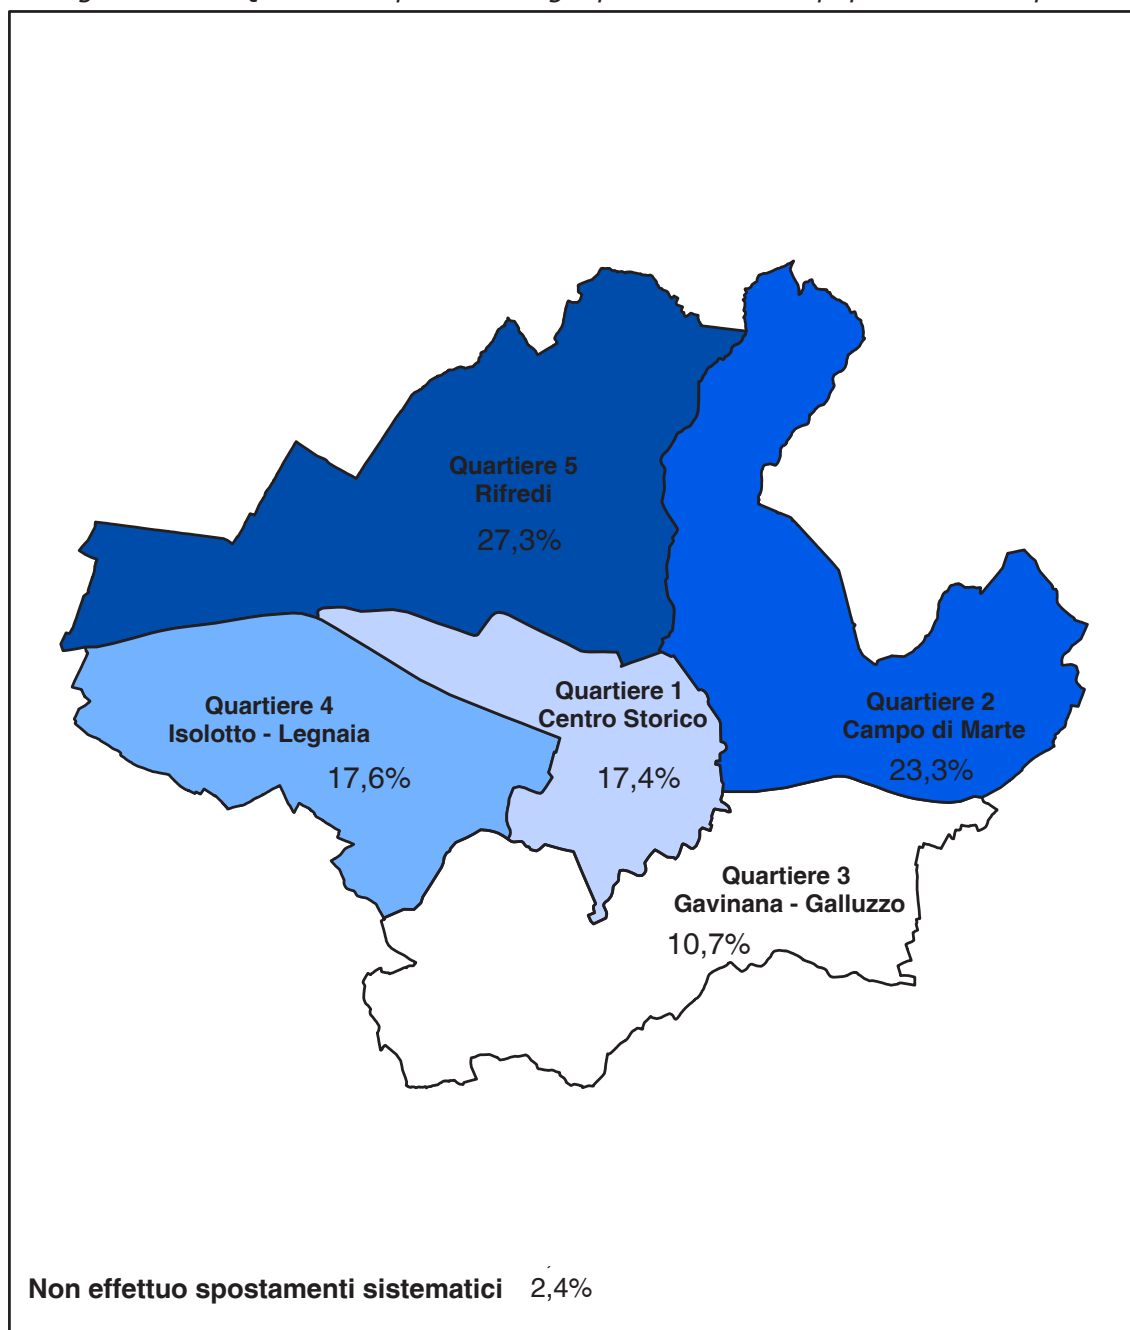 Quartiere 5
Rifredi
27,3%
Quartiere 1
Centro Storico
17,4%
Quartiere 4
Isolotto - Legnaia
17,6%
Quartiere 2
Campo di Marte
23,3%
Quartiere 3
Gavinana - Galluzzo
10,7%
Non effettuo spostamenti sistematici 2,4%